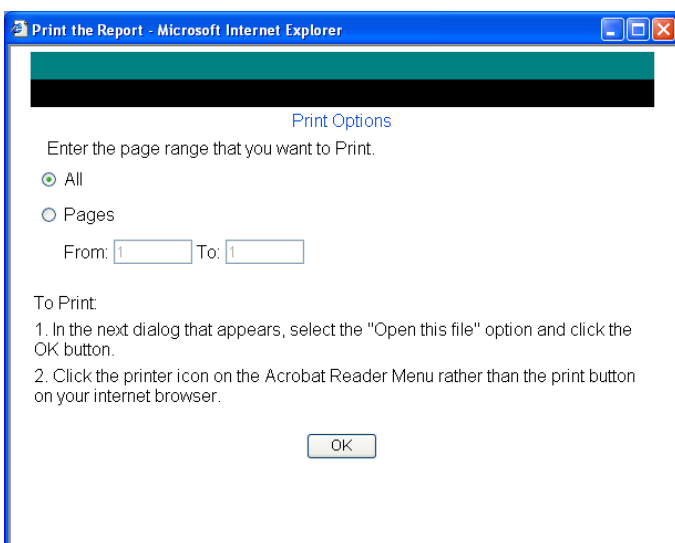 Print the Report - Microsoft Internet Explorer
Print Options
Enter the page range that you want to Print.
All
Pages
From: 1 To: 1
To Print:
1. In the next dialog that appears, select the "Open this file" option and click the
OK button.
2. Click the printer icon on the Acrobat Reader Menu rather than the print button
on your internet browser.
OK